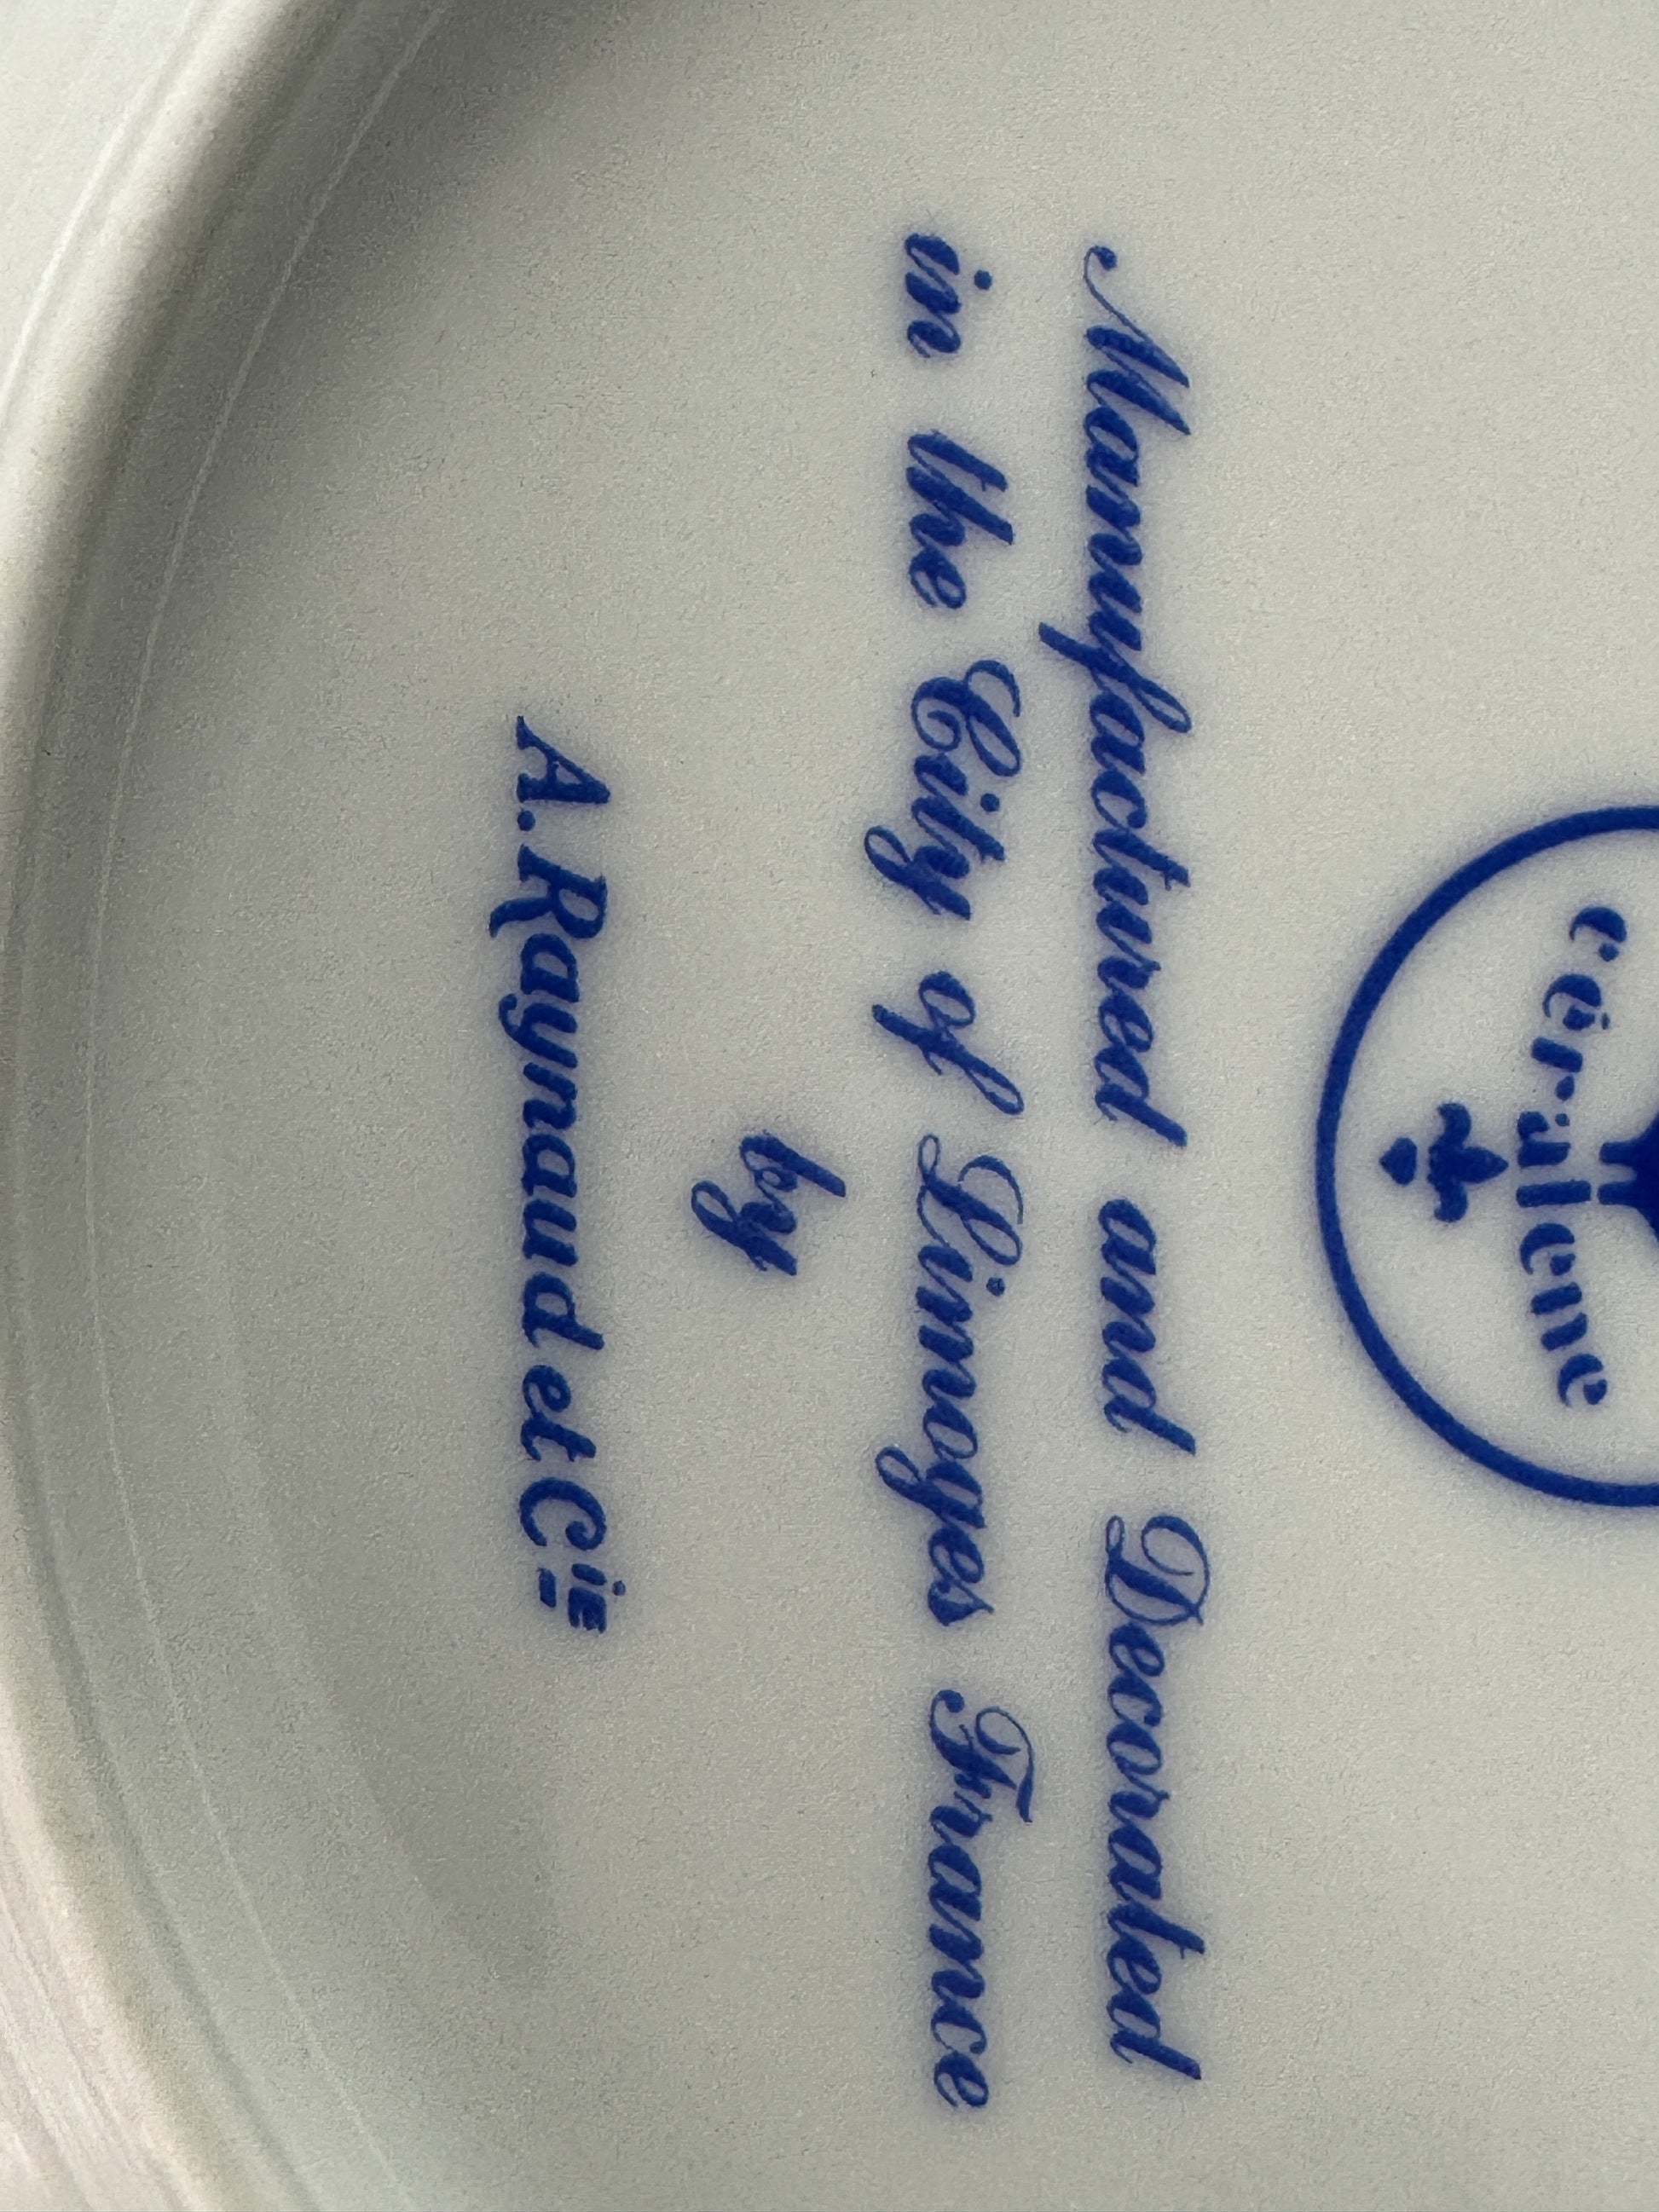 céralene
Manufactured and Decorated
in the City of Limoges France
by
A. Raynaud et Cie